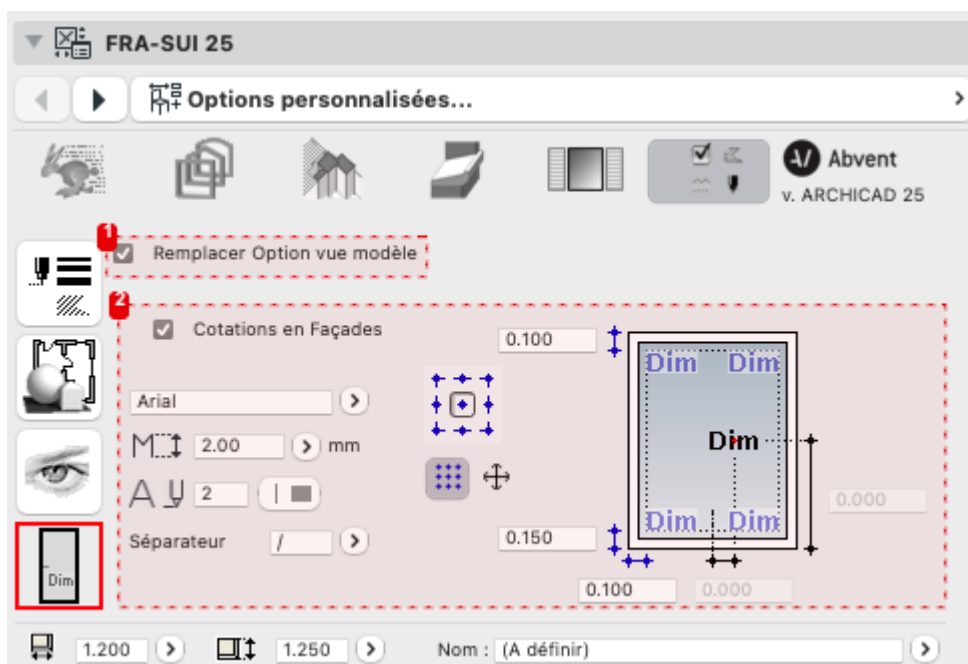 FRA-SUI 25
Options personnalisées...
Abvent
v. ARCHICAD 25
1
Remplacer Option vue modèle
2
Cotations en Façades
0.100
Dim Dim
Arial
Dim
M 2.00 mm
A 2
0.000
Séparateur /
0.150
Dim Dim
Dim
0.100 0.000
1.200 1.250 Nom : (A définir)